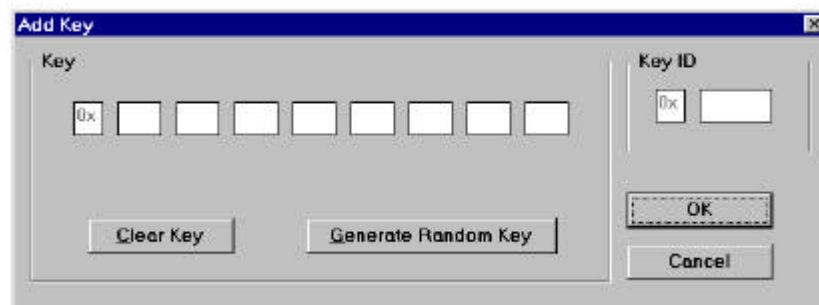 Add Key
Key
Key ID
0x
0x
Clear Key
Generate Random Key
OK
Cancel